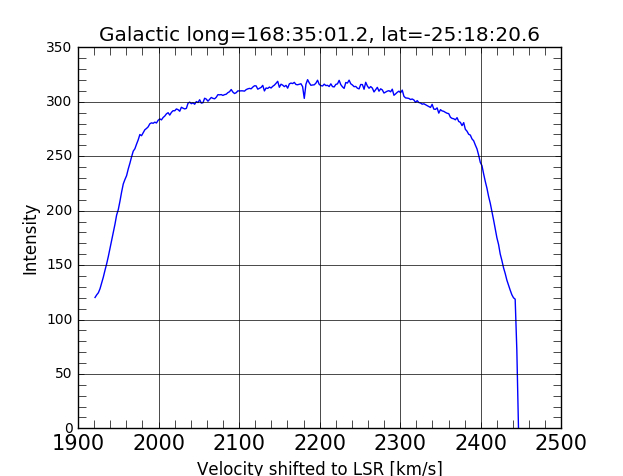 Galactic long=168:35:01.2, lat=-25:18:20.6
350
300
250
200
150
100
50
0
Intensity
1900 2000 2100 2200 2300 2400 2500
Velocity shifted to LSR [km/s]